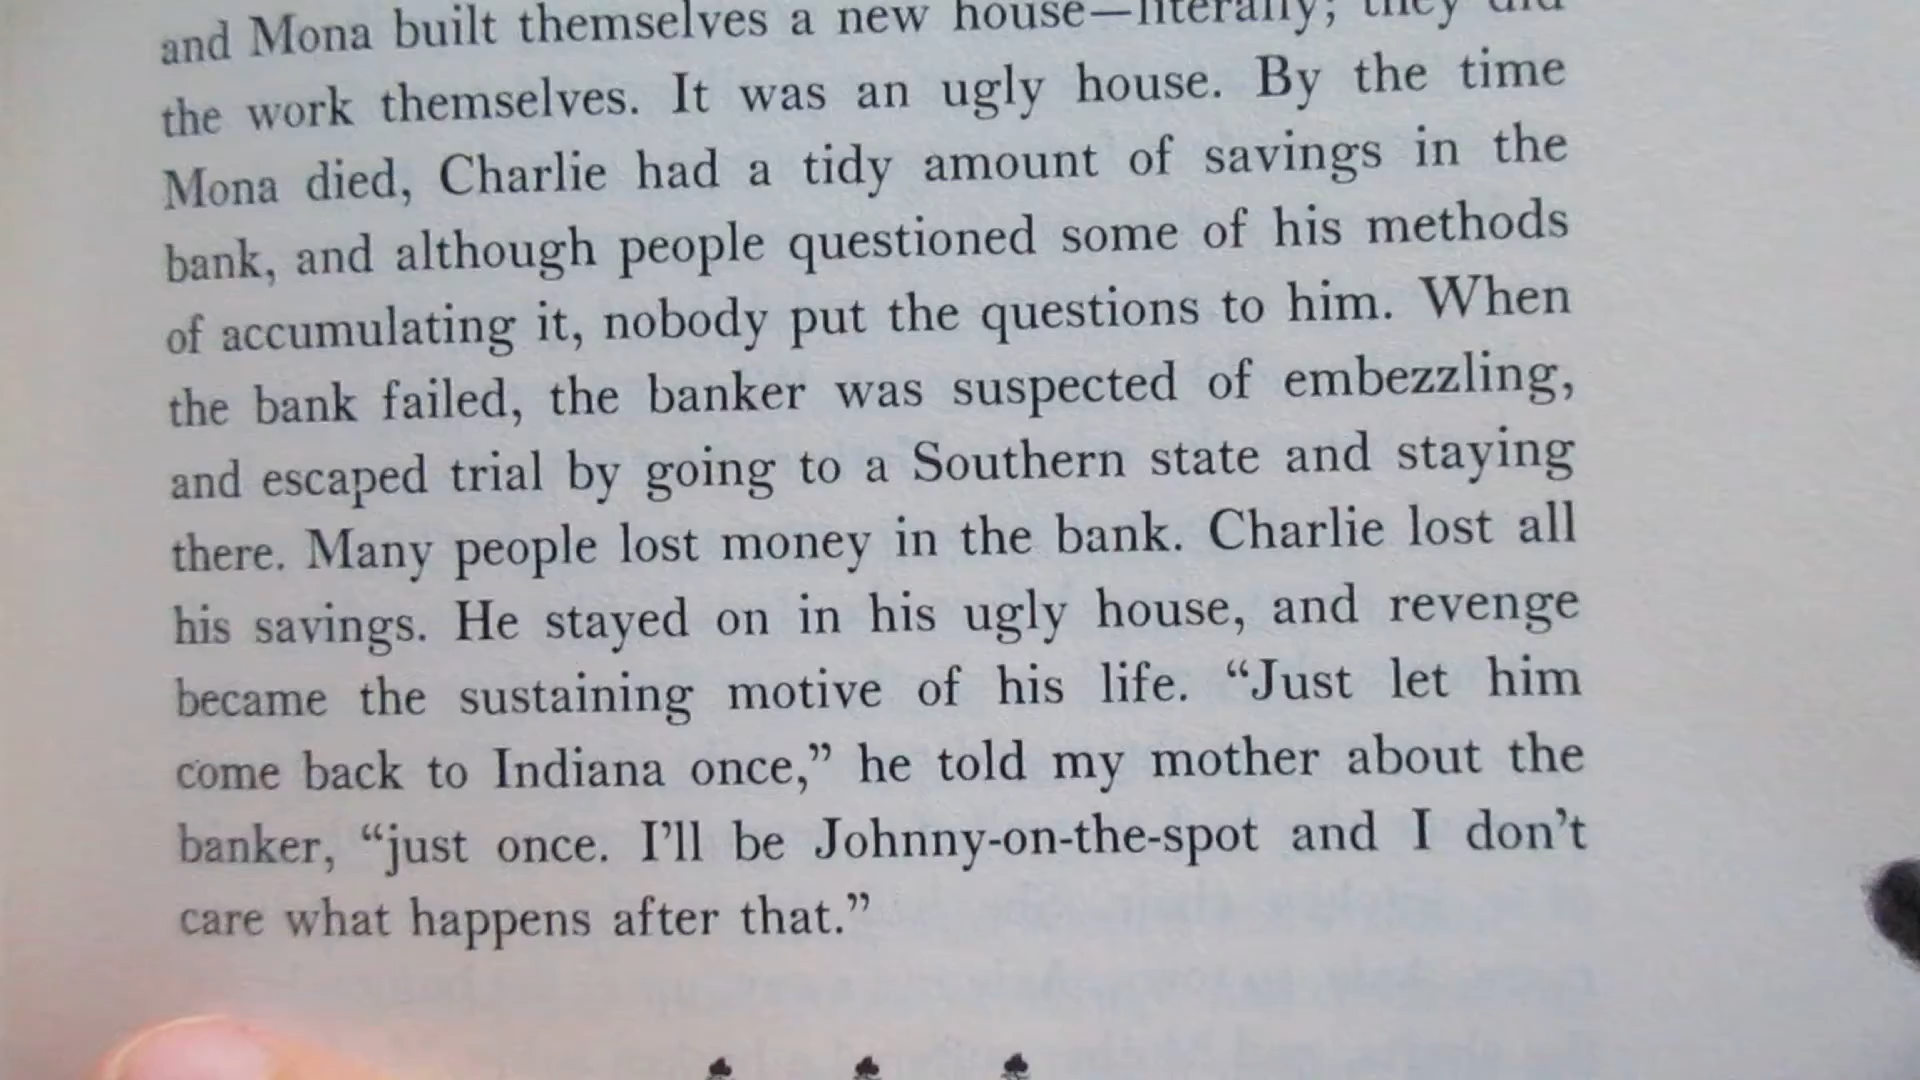 and Mona built themselves a new house—literally; they did
the work themselves. It was an ugly house. By the time
Mona died, Charlie had a tidy amount of savings in the
bank, and although people questioned some of his methods
of accumulating it, nobody put the questions to him. When
the bank failed, the banker was suspected of embezzling,
and escaped trial by going to a Southern state and staying
there. Many people lost money in the bank. Charlie lost all
his savings. He stayed on in his ugly house, and revenge
became the sustaining motive of his life. “Just let him
come back to Indiana once,” he told my mother about the
banker, “just once. I’ll be Johnny-on-the-spot and I don’t
care what happens after that.”